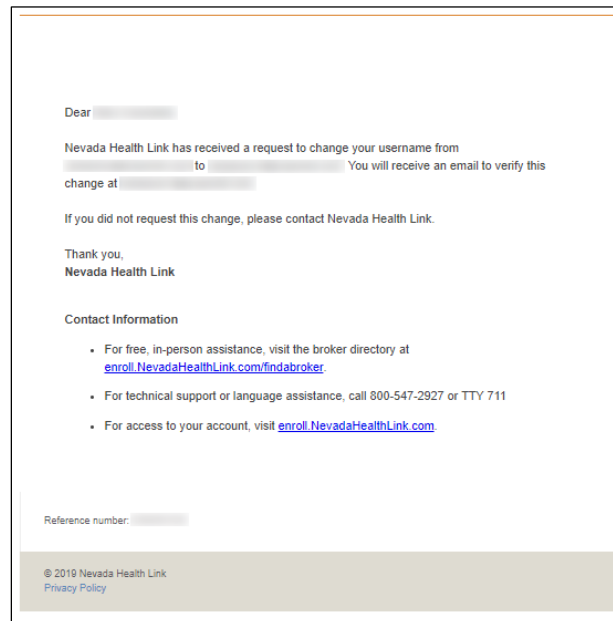 Dear
Nevada Health Link has received a request to change your username from
to You will receive an email to verify this
change at
If you did not request this change, please contact Nevada Health Link.
Thank you,
Nevada Health Link
Contact Information
• For free, in-person assistance, visit the broker directory at
enroll.NevadaHealthLink.com/findabroker.
• For technical support or language assistance, call 800-547-2927 or TTY 711
• For access to your account, visit enroll.NevadaHealthLink.com.
Reference number:
© 2019 Nevada Health Link
Privacy Policy